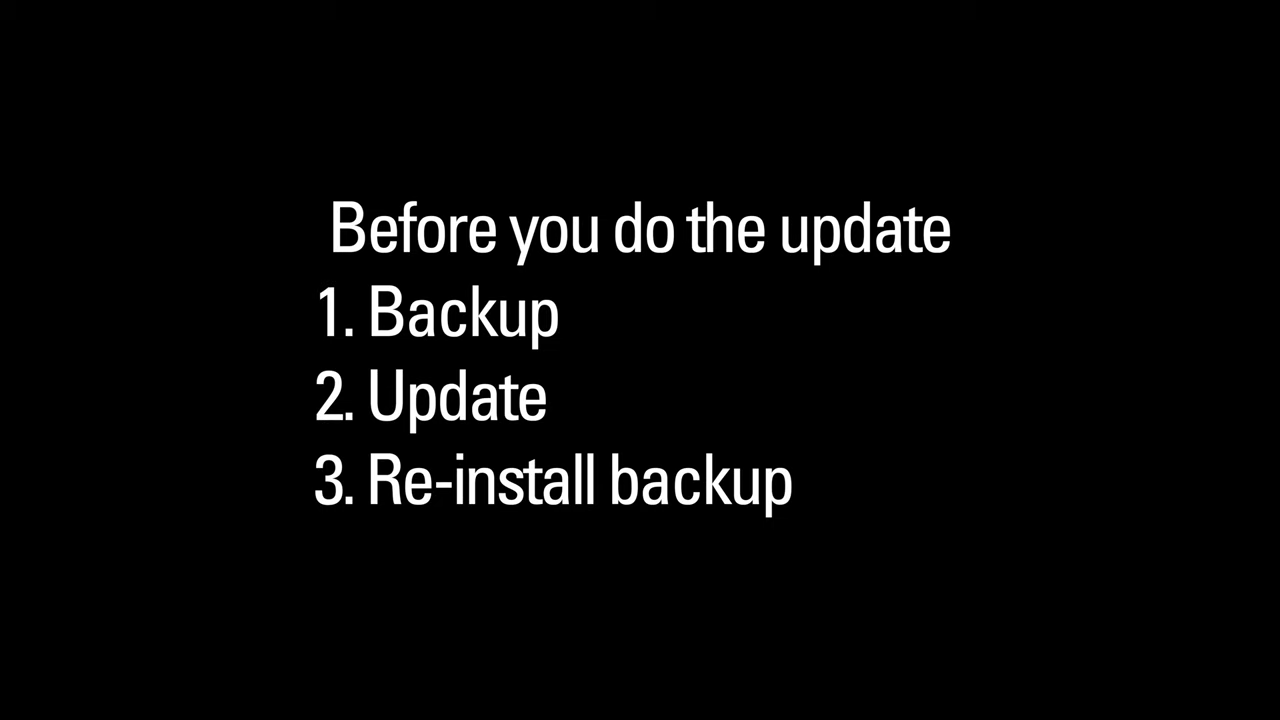 Before you do the update
1. Backup
2. Update
3. Re-install backup